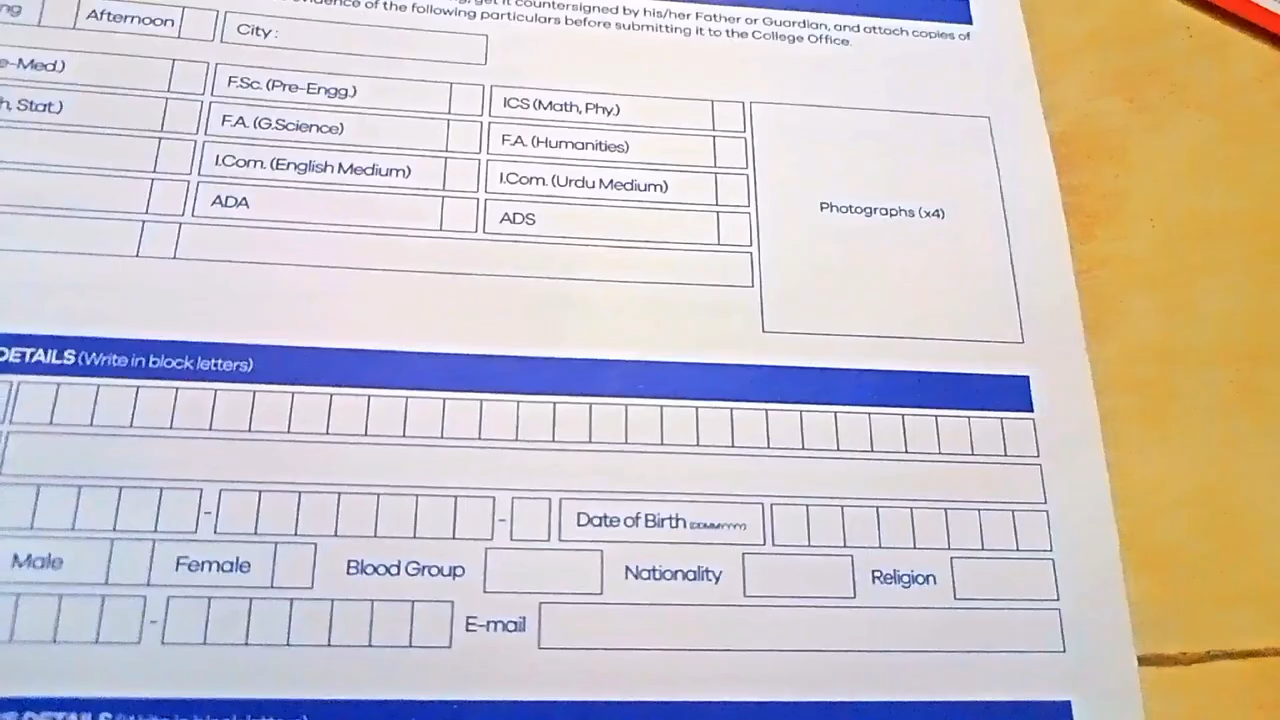 get it countersigned by his/her Father or Guardian, and attach copies of
of the following particulars before submitting it to the College Office.
Afternoon City:
F.Sc. (Pre-Engg.) ICS (Math, Phy.)
Stat.) F.A. (G.Science) F.A. (Humanities)
I.Com. (English Medium) I.Com. (Urdu Medium)
ADA ADS
Photographs (x4)
DETAILS (Write in block letters)
- - Date of Birth
Male Female Blood Group Nationality Religion
- E-mail